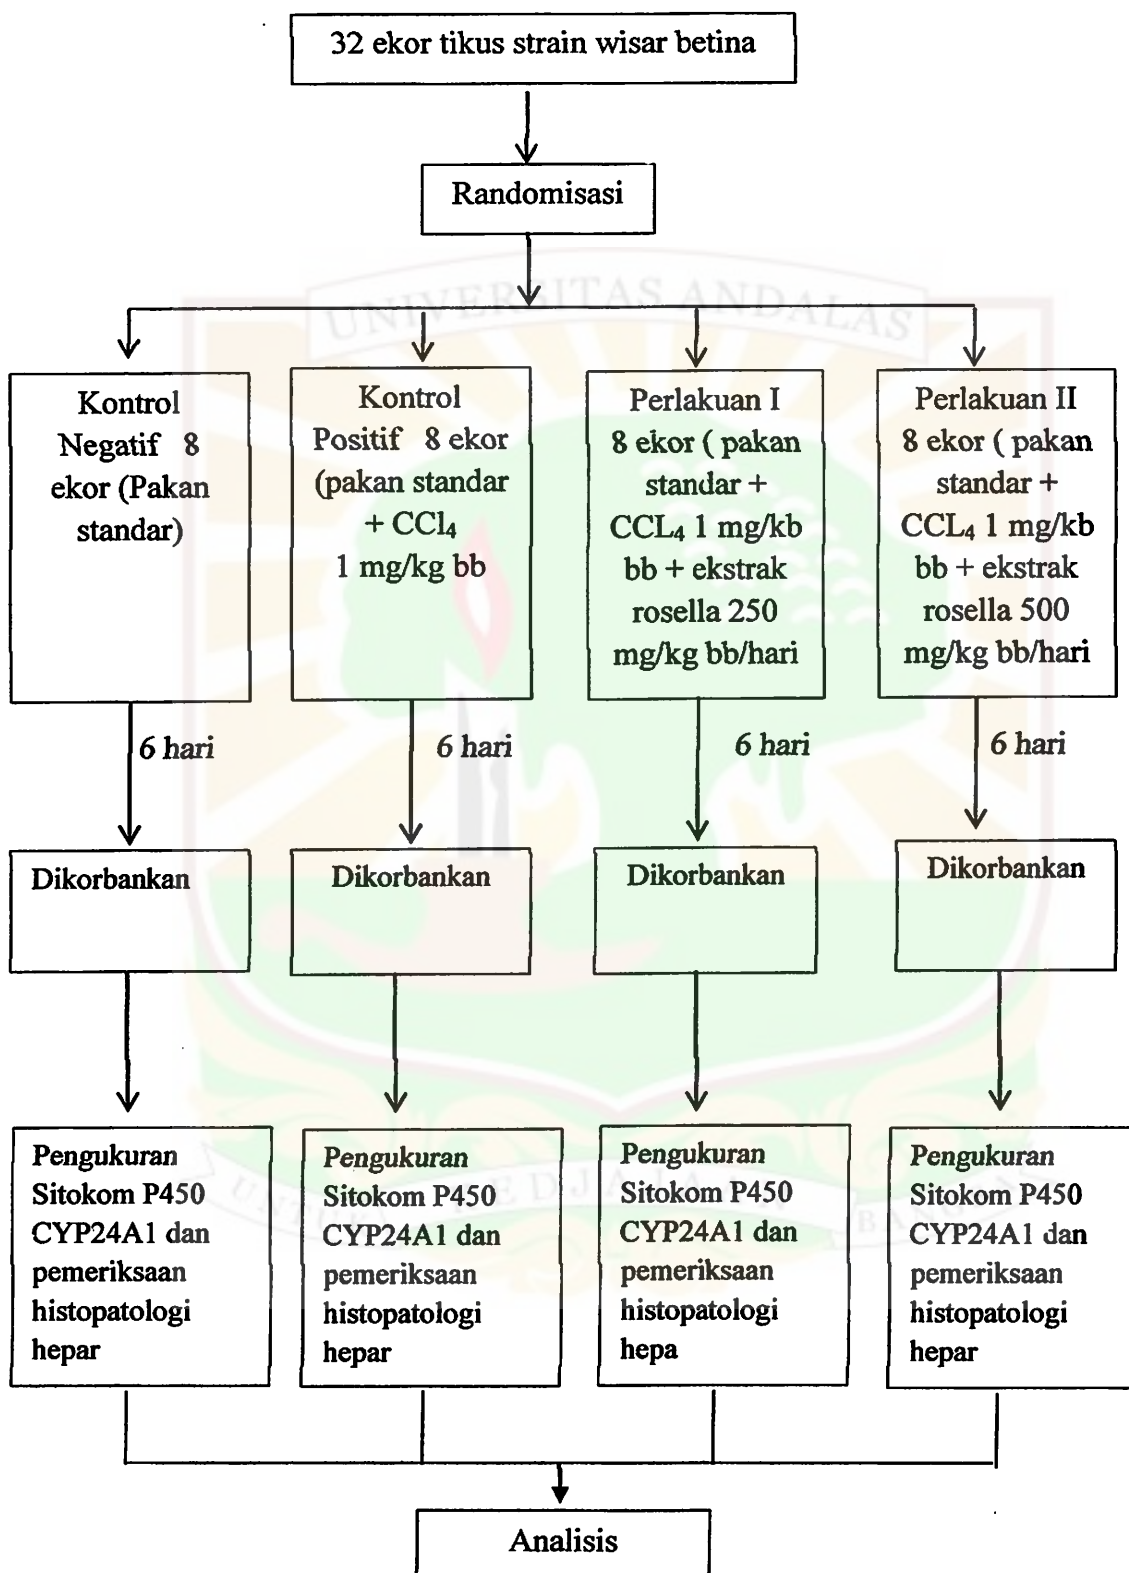 32 ekor tikus strain wisar betina
Randomisasi
UNIVERSITAS ANDALAS
Kontrol
Negatif 8
ekor (Pakan
standar)
Kontrol
Positif 8 ekor
(pakan standar
+ CCl₄
1 mg/kg bb
Perlakuan I
8 ekor ( pakan
standar +
CCL₄ 1 mg/kb
bb + ekstrak
rosella 250
mg/kg bb/hari
Perlakuan II
8 ekor ( pakan
standar +
CCL₄ 1 mg/kb
bb + ekstrak
rosella 500
mg/kg bb/hari
6 hari
6 hari
6 hari
6 hari
Dikorbankan
Dikorbankan
Dikorbankan
Dikorbankan
Pengukuran
Sitokom P450
CYP24A1 dan
pemeriksaan
histopatologi
hepar
Pengukuran
Sitokom P450
CYP24A1 dan
pemeriksaan
histopatologi
hepar
Pengukuran
Sitokom P450
CYP24A1 dan
pemeriksaan
histopatologi
hepa
Pengukuran
Sitokom P450
CYP24A1 dan
pemeriksaan
histopatologi
hepar
UNTUK KEDJAJAAN BANGSA
Analisis